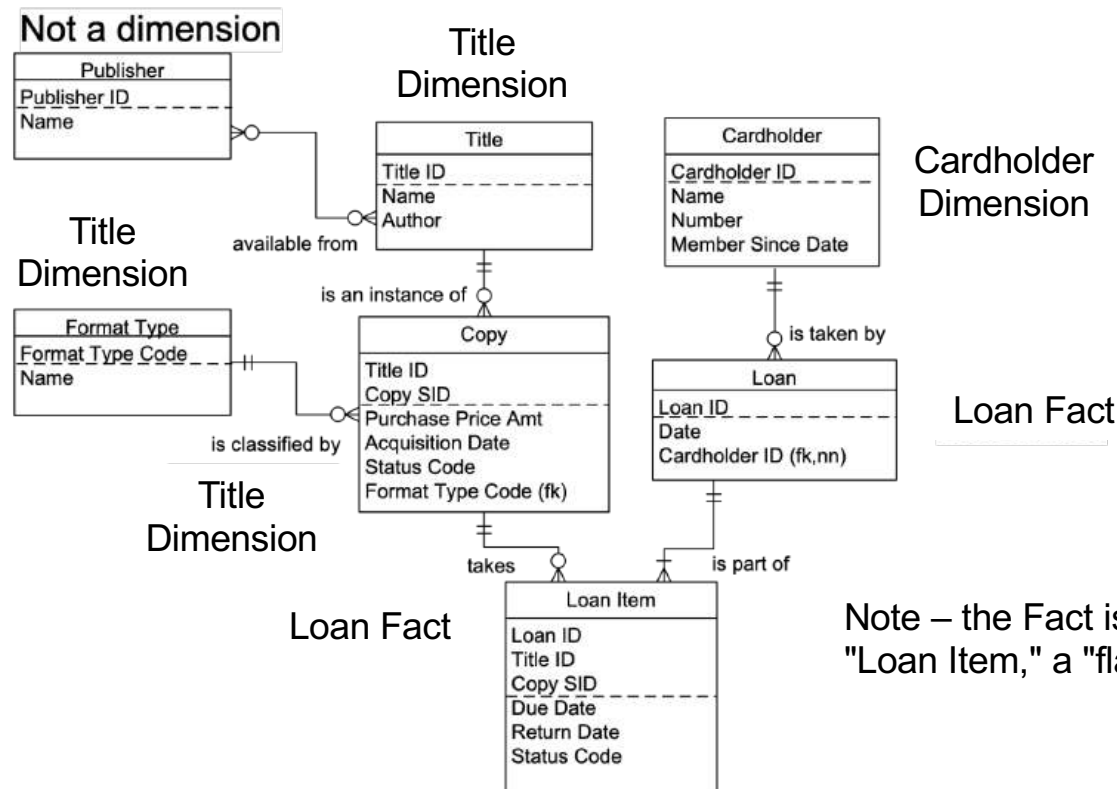 Not a dimension
Publisher
Publisher ID
Name
Title
Dimension
Title
Title ID
Name
Author
available from
Cardholder
Cardholder ID
Name
Number
Member Since Date
Cardholder
Dimension
Title
Dimension
Format Type
Format Type Code
Name
is classified by
is an instance of
Copy
Title ID
Copy SID
Purchase Price Amt
Acquisition Date
Status Code
Format Type Code (fk)
Title
Dimension
is taken by
Loan
Loan ID
Date
Cardholder ID (fk,nn)
Loan Fact
takes
is part of
Loan Fact
Loan Item
Loan ID
Title ID
Copy SID
Due Date
Return Date
Status Code
Note – the Fact is
"Loan Item," a